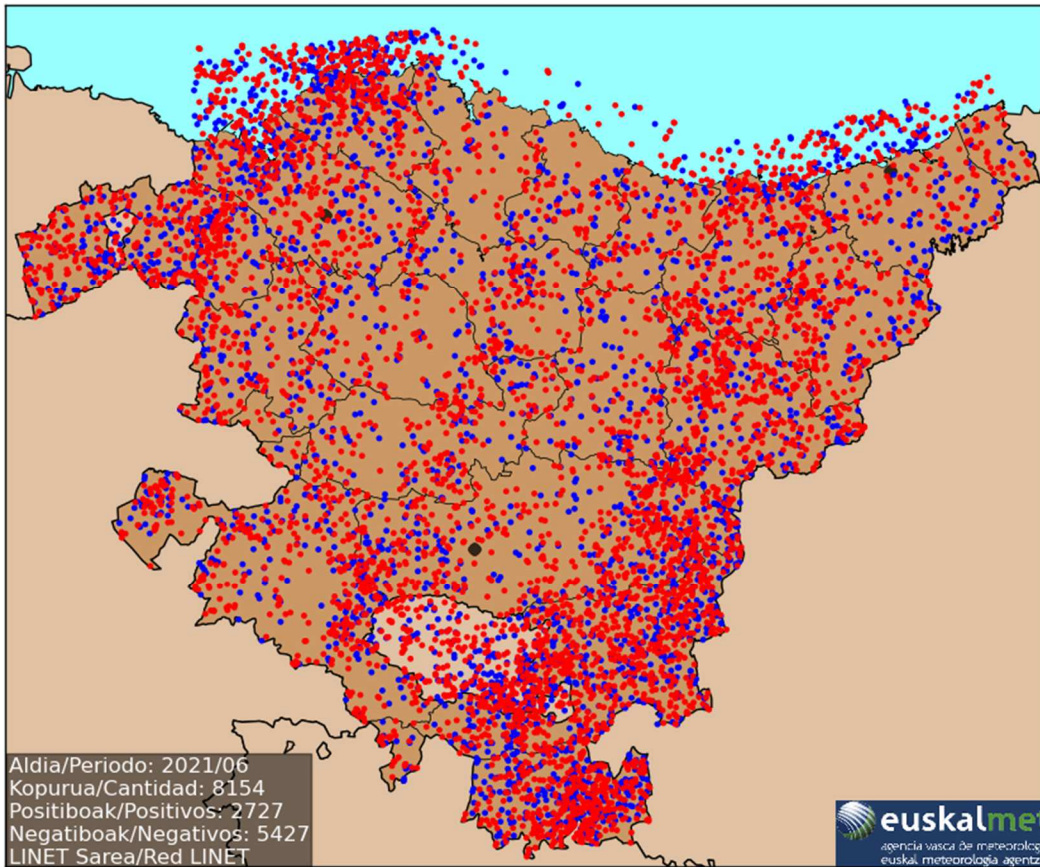 Aldia/Periodo: 2021/06
Kopurua/Cantidad: 8154
Positiboak/Positivos: 2727
Negatiboak/Negativos: 5427
LINET Sarea/Red LINET
euskalmet
agencia vasca de meteorolog
euskal meteorologia agentz